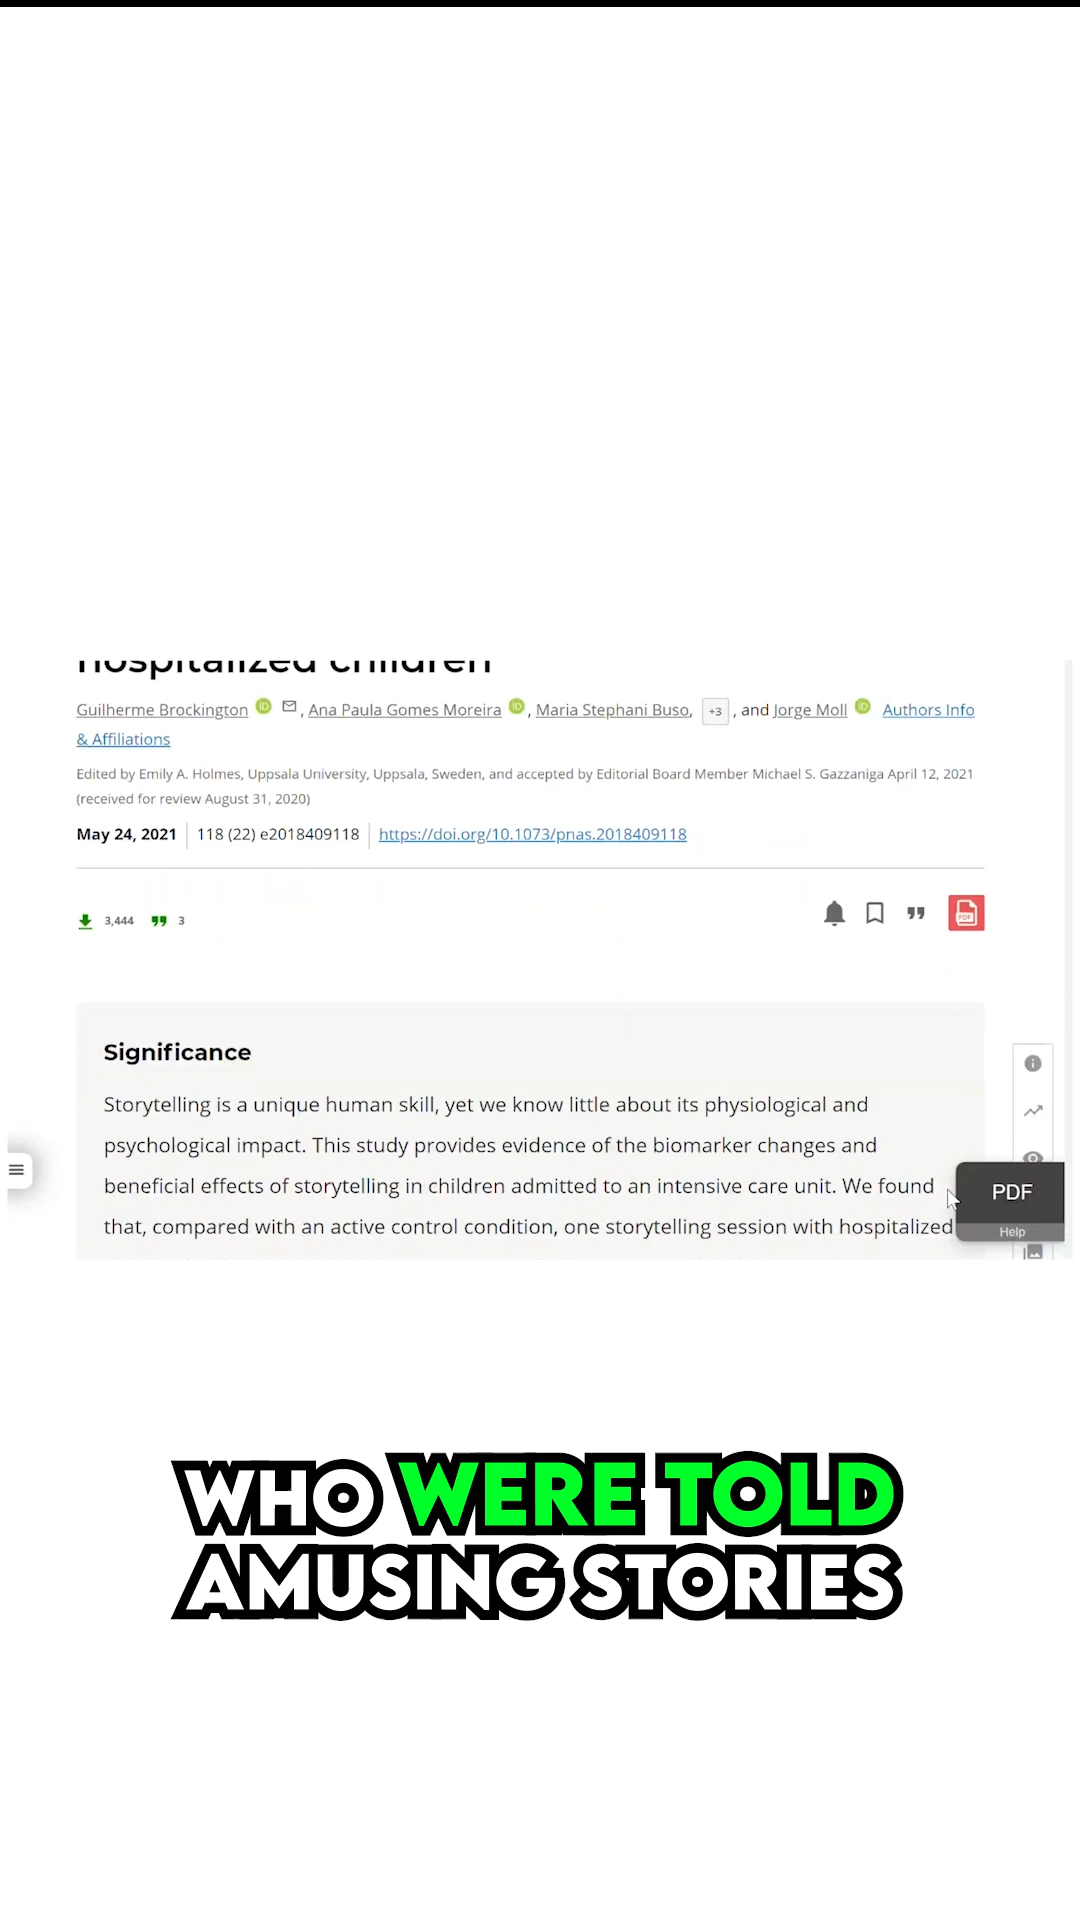 hospitalized children
Guilherme Brockington iD , Ana Paula Gomes Moreira iD , Maria Stephani Buso, +3 , and Jorge Moll iD Authors Info
& Affiliations
Edited by Emily A. Holmes, Uppsala University, Uppsala, Sweden, and accepted by Editorial Board Member Michael S. Gazzaniga April 12, 2021
(received for review August 31, 2020)
May 24, 2021 118 (22) e2018409118 https://doi.org/10.1073/pnas.2018409118
3,444 3
PDF
Significance
Storytelling is a unique human skill, yet we know little about its physiological and
psychological impact. This study provides evidence of the biomarker changes and
beneficial effects of storytelling in children admitted to an intensive care unit. We found
that, compared with an active control condition, one storytelling session with hospitalized
PDF
Help
WHO WERE TOLD
AMUSING STORIES